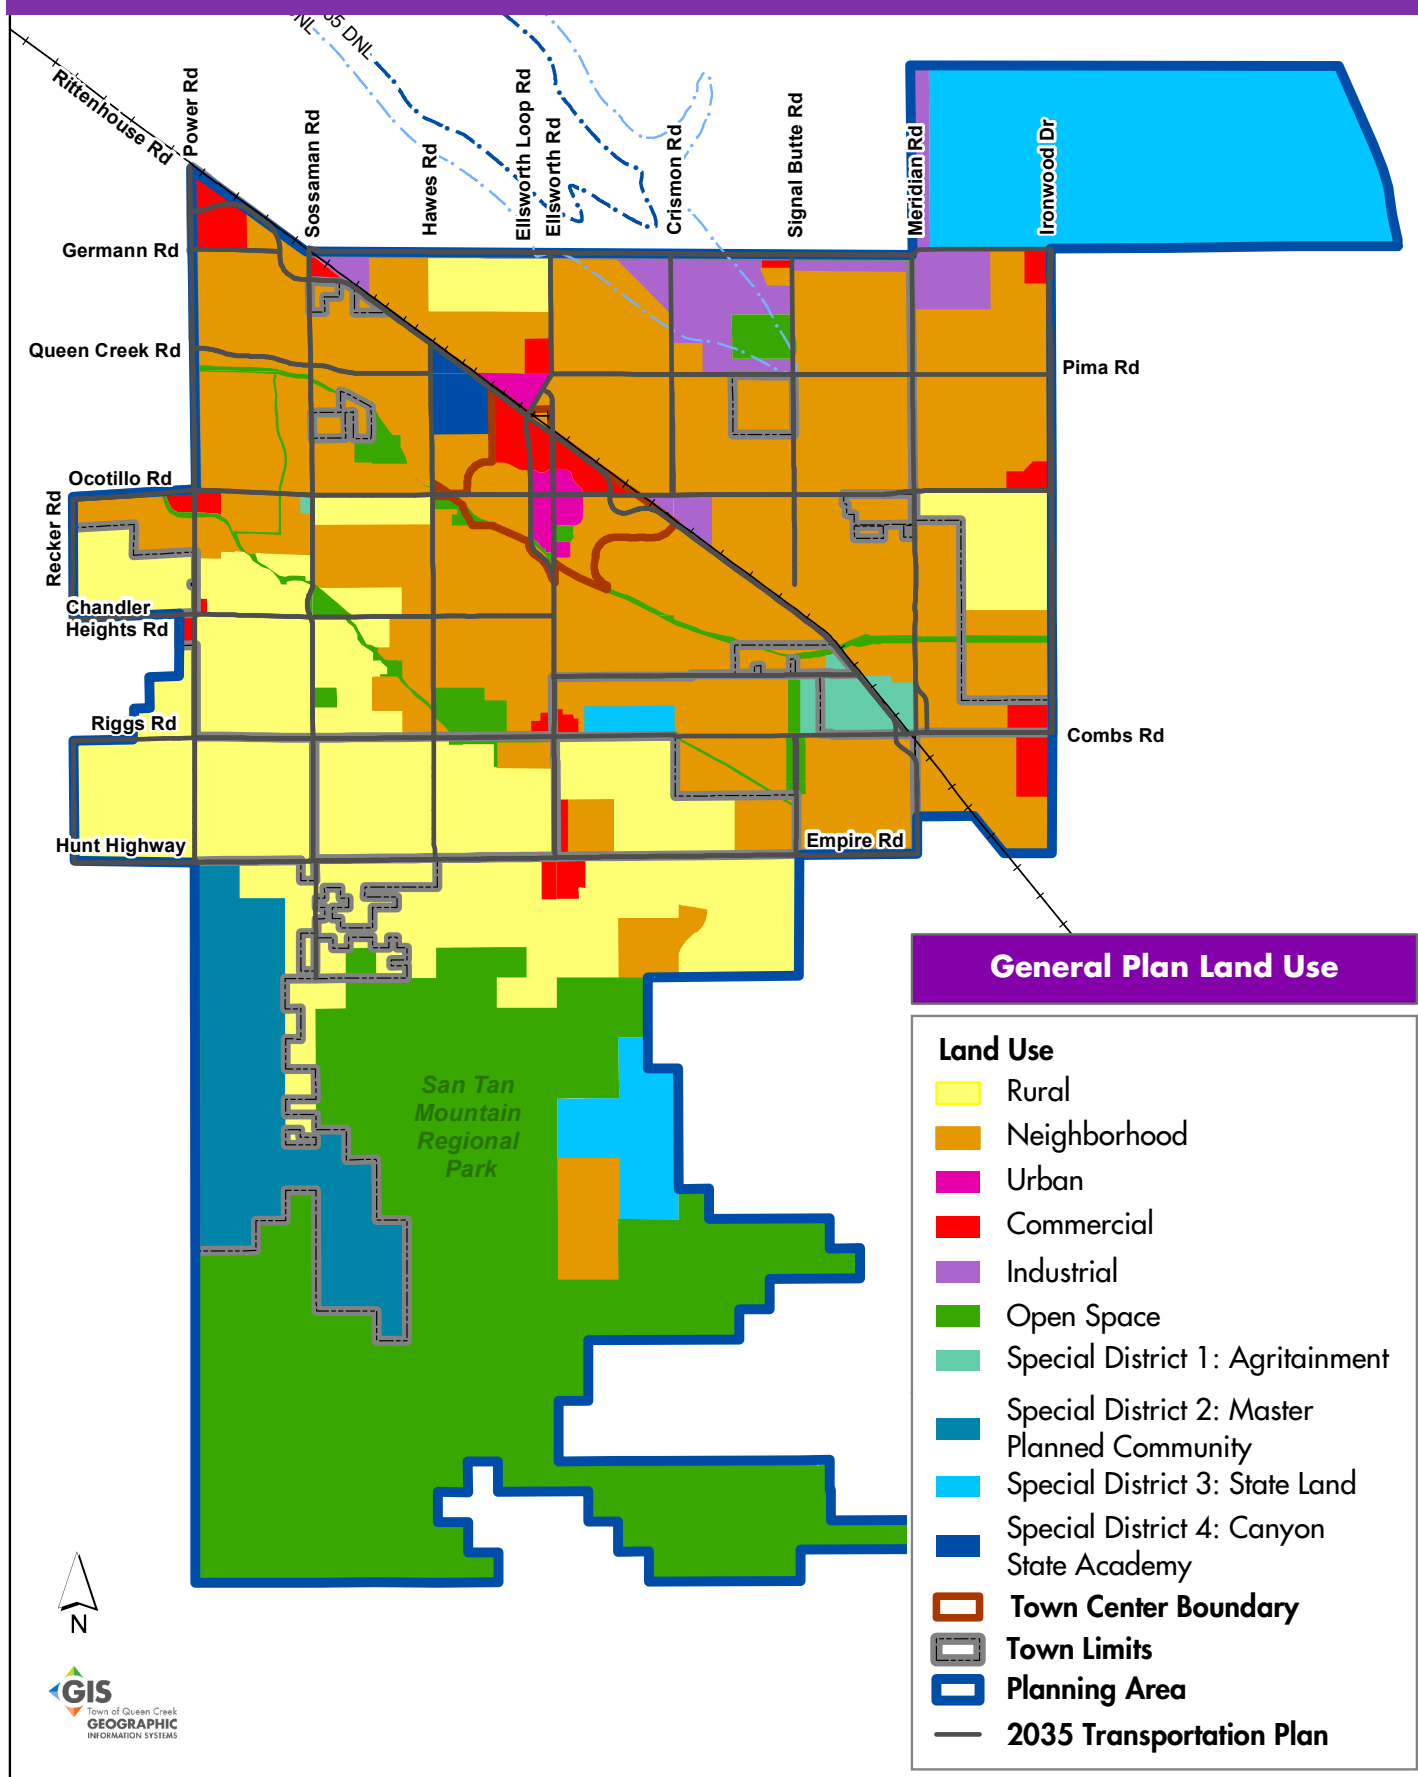 65 DNL
DNL
Rittenhouse Rd
Power Rd
Sossaman Rd
Hawes Rd
Ellsworth Loop Rd
Ellsworth Rd
Crismon Rd
Signal Butte Rd
Meridian Rd
Ironwood Dr
Germann Rd
Queen Creek Rd
Pima Rd
Ocotillo Rd
Recker Rd
Chandler
Heights Rd
Riggs Rd
Combs Rd
Hunt Highway
Empire Rd
San Tan
Mountain
Regional
Park
General Plan Land Use
Land Use
Rural
Neighborhood
Urban
Commercial
Industrial
Open Space
Special District 1: Agritainment
Special District 2: Master
Planned Community
Special District 3: State Land
Special District 4: Canyon
State Academy
Town Center Boundary
Town Limits
Planning Area
2035 Transportation Plan
N
GIS
Town of Queen Creek
GEOGRAPHIC
INFORMATION SYSTEMS